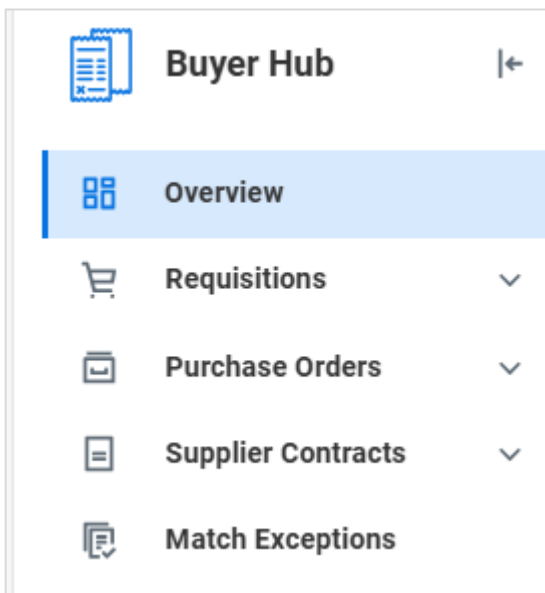 Buyer Hub
Overview
Requisitions
Purchase Orders
Supplier Contracts
Match Exceptions